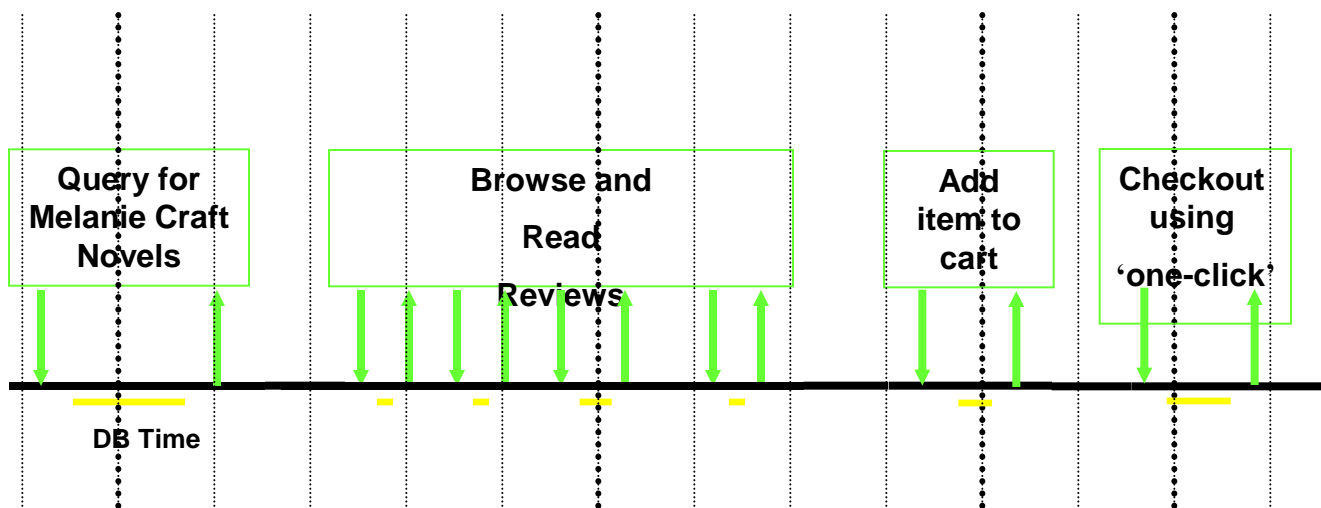 Query for
Melanie Craft
Novels
Browse and
Read
Reviews
Add
item to
cart
Checkout
using
‘one-click’
DB Time